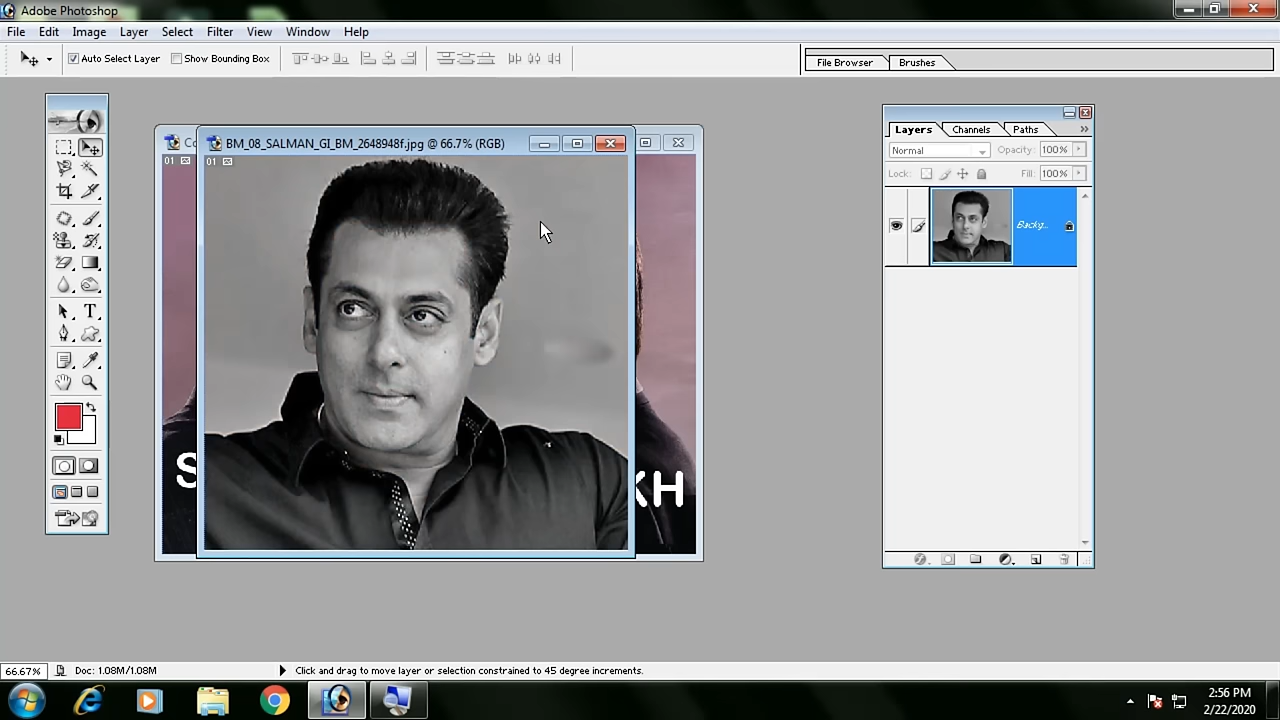 Adobe Photoshop
File Edit Image Layer Select Filter View Window Help
Auto Select Layer Show Bounding Box
File Browser Brushes
BM_08_SALMAN_GI_BM_2648948f.jpg @ 66.7% (RGB)
01
01
S
KH
T
Layers Channels Paths
Normal Opacity: 100%
Lock: Fill: 100%
Backg...
66.67% Doc: 1.08M/1.08M Click and drag to move layer or selection constrained to 45 degree increments.
2:56 PM
2/22/2020